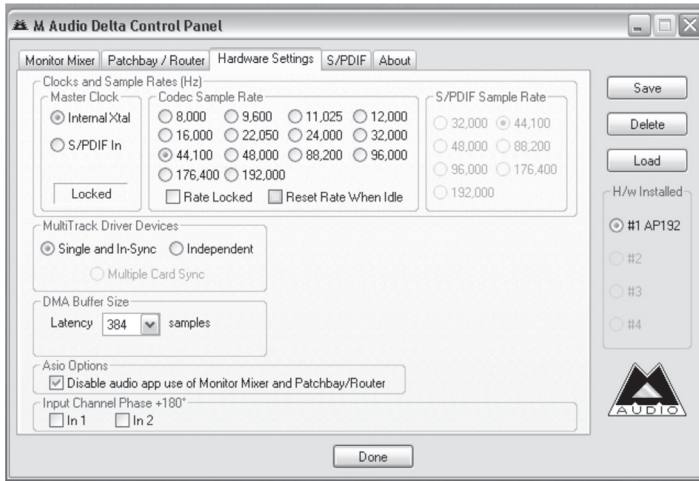 M Audio Delta Control Panel
Monitor Mixer Patchbay / Router Hardware Settings S/PDIF About
Clocks and Sample Rates (Hz)
Master Clock
Internal Xtal
S/PDIF In
Locked
Codec Sample Rate
8,000 9,600 11,025 12,000
16,000 22,050 24,000 32,000
44,100 48,000 88,200 96,000
176,400 192,000
Rate Locked Reset Rate When Idle
S/PDIF Sample Rate
32,000 44,100
48,000 88,200
96,000 176,400
192,000
MultiTrack Driver Devices
Single and In-Sync Independent
Multiple Card Sync
DMA Buffer Size
Latency 384 samples
Asio Options
Disable audio app use of Monitor Mixer and Patchbay/Router
Input Channel Phase +180°
In 1 In 2
Save
Delete
Load
H/w Installed
#1 AP192
#2
#3
#4
M AUDIO
Done